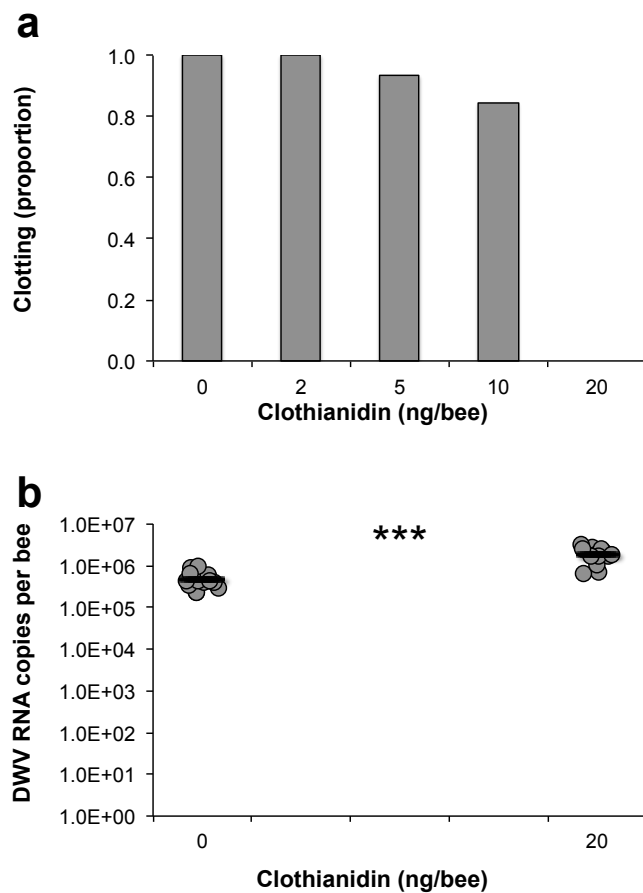 a
Clotting (proportion)
1.0
0.8
0.6
0.4
0.2
0.0
0 2 5 10 20
Clothianidin (ng/bee)
b
DWV RNA copies per bee
1.0E+07
1.0E+06
1.0E+05
1.0E+04
1.0E+03
1.0E+02
1.0E+01
1.0E+00
***
0 20
Clothianidin (ng/bee)